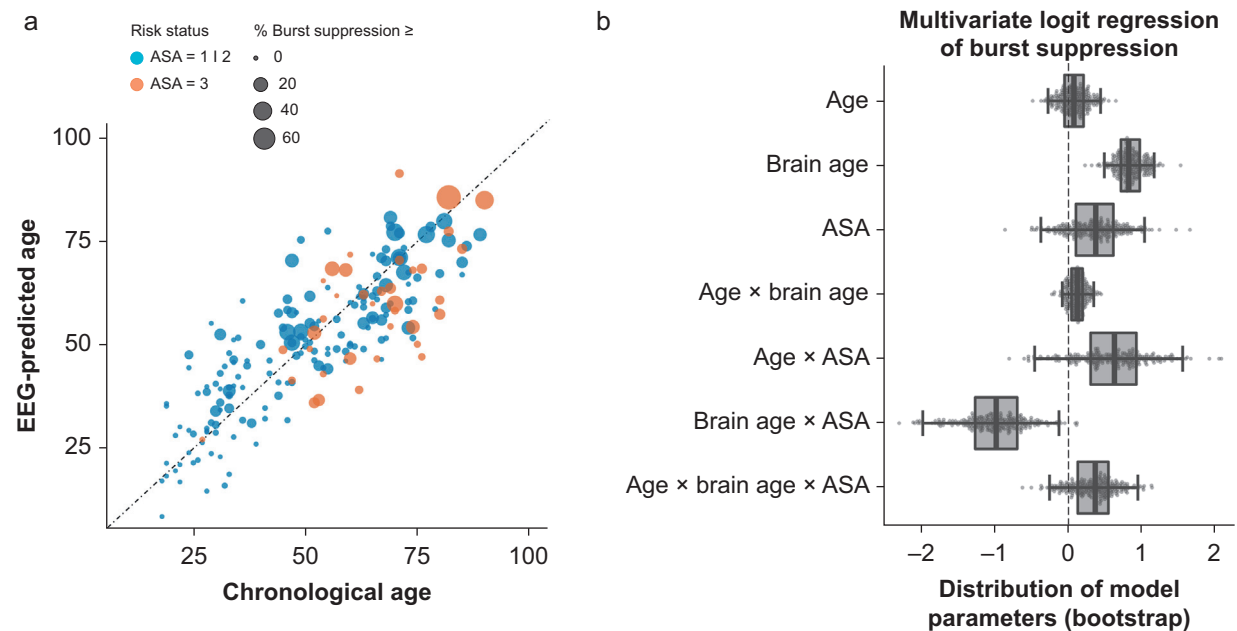 a
Risk status
ASA = 1 I 2
ASA = 3
% Burst suppression ≥
0
20
40
60
EEG-predicted age
100
75
50
25
25
50
75
100
Chronological age
b
Multivariate logit regression
of burst suppression
Age
Brain age
ASA
Age × brain age
Age × ASA
Brain age × ASA
Age × brain age × ASA
–2
–1
0
1
2
Distribution of model
parameters (bootstrap)